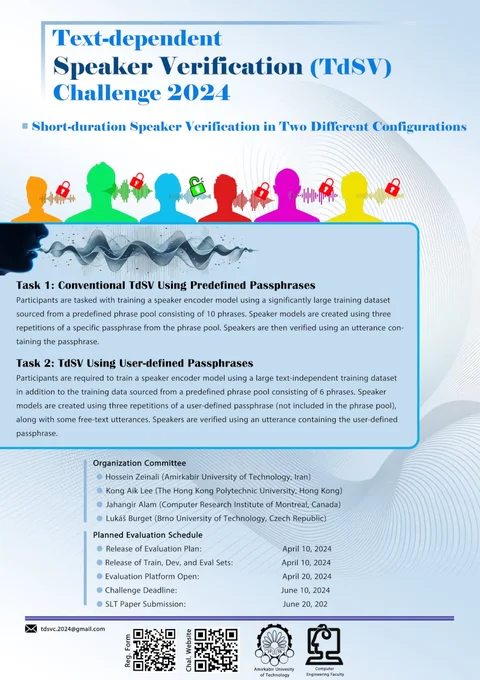 Text-dependent
Speaker Verification (TdSV)
Challenge 2024
Short-duration Speaker Verification in Two Different Configurations
Task 1: Conventional TdSV Using Predefined Passphrases
Participants are tasked with training a speaker encoder model using a significantly large training dataset
sourced from a predefined phrase pool consisting of 10 phrases. Speaker models are created using three
repetitions of a specific passphrase from the phrase pool. Speakers are then verified using an utterance con-
taining the passphrase.
Task 2: TdSV Using User-defined Passphrases
Participants are required to train a speaker encoder model using a large text-independent training dataset
in addition to the training data sourced from a predefined phrase pool consisting of 6 phrases. Speaker
models are created using three repetitions of a user-defined passphrase (not included in the phrase pool),
along with some free-text utterances. Speakers are verified using an utterance containing the user-defined
passphrase.
Organization Committee
Hossein Zeinali (Amirkabir University of Technology, Iran)
Kong Aik Lee (The Hong Kong Polytechnic University, Hong Kong)
Jahangir Alam (Computer Research Institute of Montreal, Canada)
Lukáš Burget (Brno University of Technology, Czech Republic)
Planned Evaluation Schedule
Release of Evaluation Plan: April 10, 2024
Release of Train, Dev, and Eval Sets: April 10, 2024
Evaluation Platform Open: April 20, 2024
Challenge Deadline: June 10, 2024
SLT Paper Submission: June 20, 202
tdsvc.2024@gmail.com
Reg. Form
Chal. Website
Amirkabir University
of Technology
Computer
Engineering Faculty